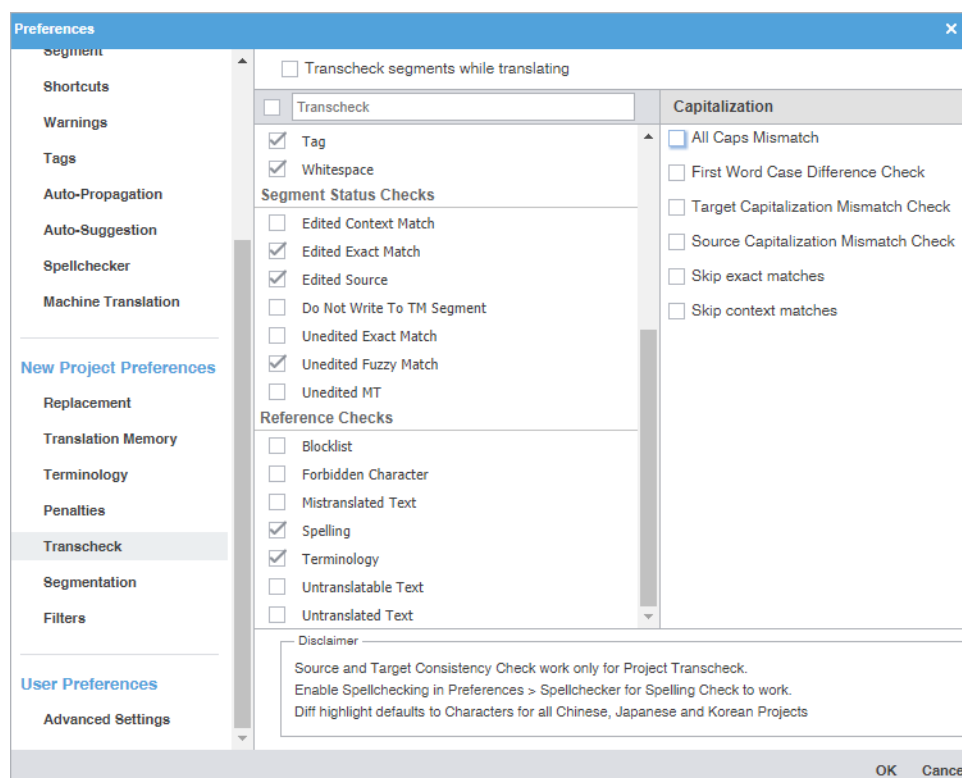 Preferences
Segment
Shortcuts
Warnings
Tags
Auto-Propagation
Auto-Suggestion
Spellchecker
Machine Translation
New Project Preferences
Replacement
Translation Memory
Terminology
Penalties
Transcheck
Segmentation
Filters
User Preferences
Advanced Settings
Transcheck segments while translating
Transcheck
Tag
Whitespace
Segment Status Checks
Edited Context Match
Edited Exact Match
Edited Source
Do Not Write To TM Segment
Unedited Exact Match
Unedited Fuzzy Match
Unedited MT
Reference Checks
Blocklist
Forbidden Character
Mistranslated Text
Spelling
Terminology
Untranslatable Text
Untranslated Text
Capitalization
All Caps Mismatch
First Word Case Difference Check
Target Capitalization Mismatch Check
Source Capitalization Mismatch Check
Skip exact matches
Skip context matches
Disclaimer
Source and Target Consistency Check work only for Project Transcheck.
Enable Spellchecking in Preferences > Spellchecker for Spelling Check to work.
Diff highlight defaults to Characters for all Chinese, Japanese and Korean Projects
OK Cance